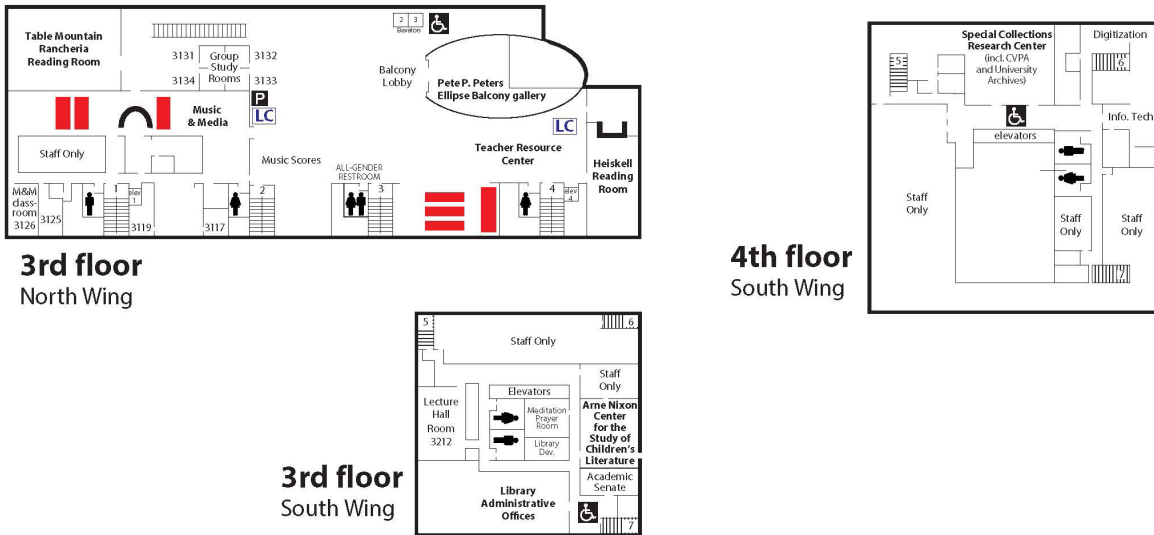 Table Mountain
Rancheria
Reading Room
3131
Group
Study
Rooms
3132
3134
3133
2 3
Elevators
Balcony
Lobby
Pete P. Peters
Ellipse Balcony gallery
P
LC
Music
& Media
Staff Only
Music Scores
LC
Teacher Resource
Center
Heiskell
Reading
Room
ALL-GENDER
RESTROOM
M&M
class-
room
3126
3125
1
elev
1
3119
3117
2
3
4
elev
4
3rd floor
North Wing
5
6
Staff Only
Staff
Only
Elevators
Lecture
Hall
Room
3212
Meditation
Prayer
Room
Library
Dev.
Arne Nixon
Center
for the
Study of
Children's
Literature
Academic
Senate
Library
Administrative
Offices
7
3rd floor
South Wing
Special Collections
Research Center
(incl. CVPA
and University
Archives)
Digitization
5
6
Info. Tech
elevators
Staff
Only
Staff
Only
Staff
Only
7
4th floor
South Wing